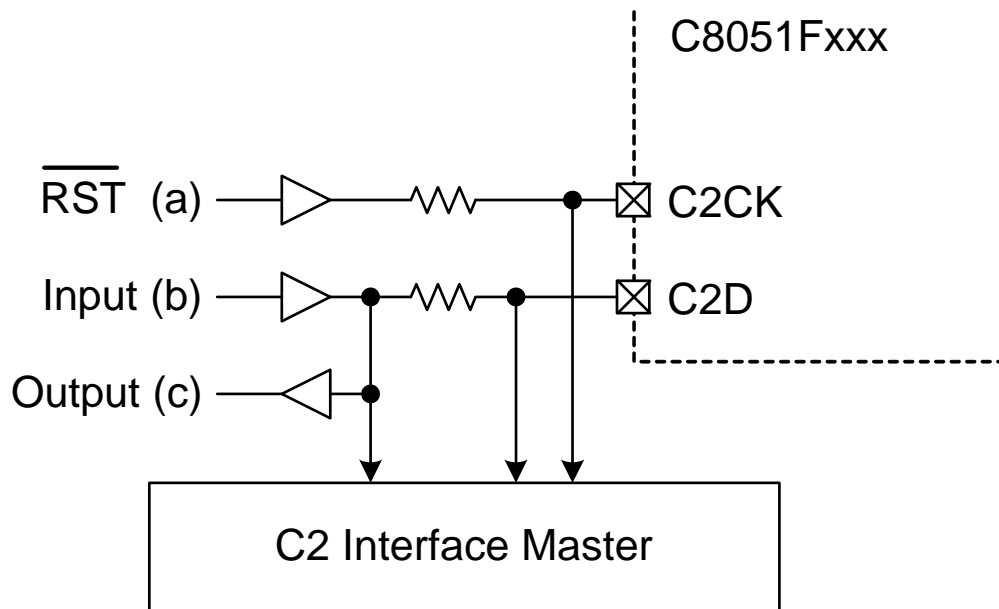 C8051Fxxx
RST (a)
C2CK
Input (b)
C2D
Output (c)
C2 Interface Master